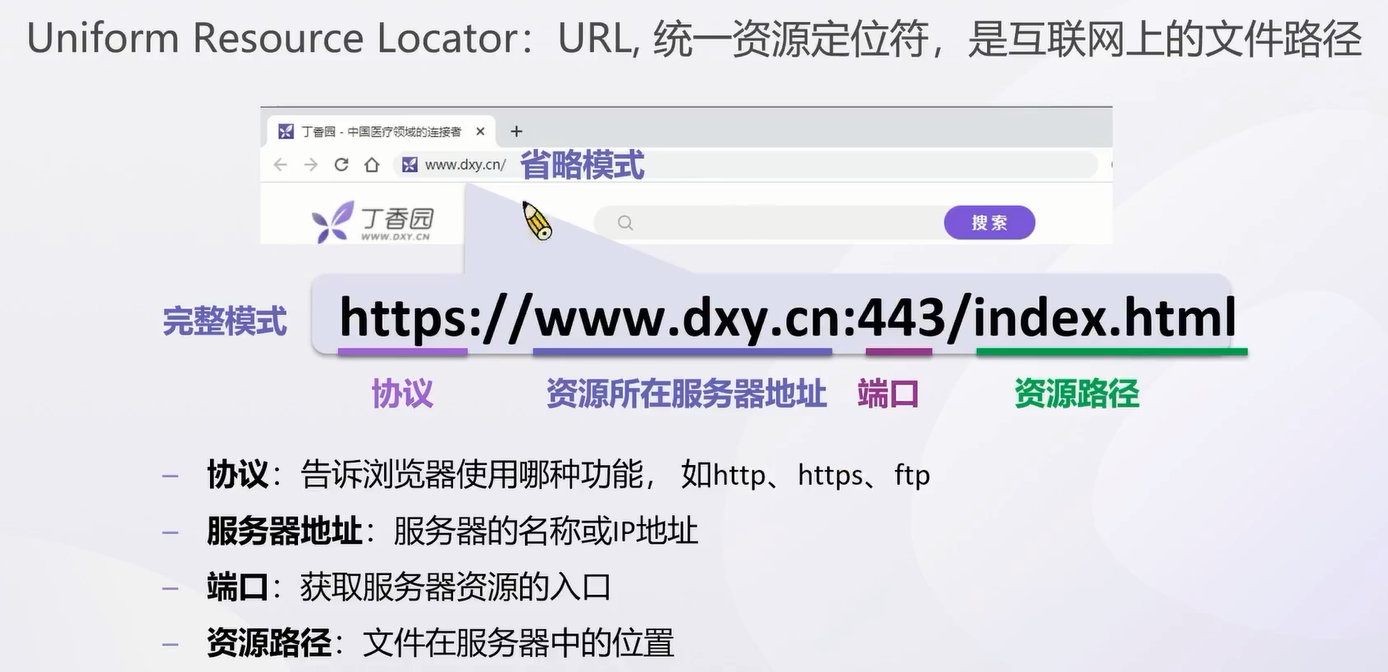 Uniform Resource Locator：URL, 统一资源定位符，是互联网上的文件路径
丁香园 - 中国医疗领域的连接者
www.dxy.cn/ 省略模式
丁香园
WWW.DXY.CN
搜索
完整模式 https://www.dxy.cn:443/index.html
协议 资源所在服务器地址 端口 资源路径
– 协议：告诉浏览器使用哪种功能， 如http、https、ftp
– 服务器地址：服务器的名称或IP地址
– 端口：获取服务器资源的入口
– 资源路径：文件在服务器中的位置